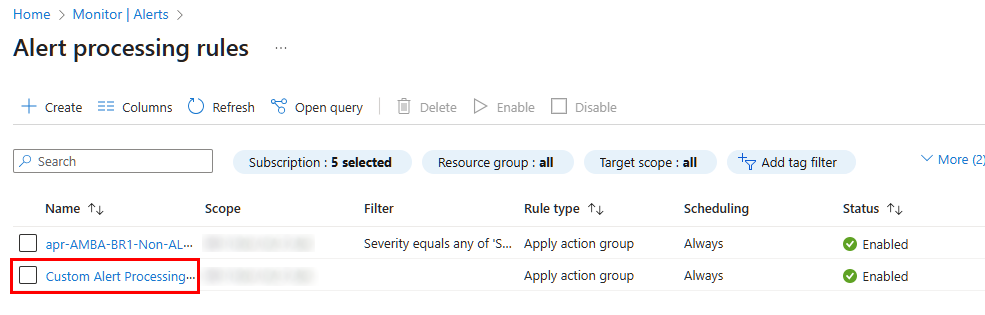 Home > Monitor | Alerts >
Alert processing rules ...
Create Columns Refresh Open query Delete Enable Disable
Search Subscription : 5 selected Resource group : all Target scope : all Add tag filter More (2)
Name Scope Filter Rule type Scheduling Status
apr-AMBA-BR1-Non-AL... Severity equals any of 'S... Apply action group Always Enabled
Custom Alert Processing... Apply action group Always Enabled